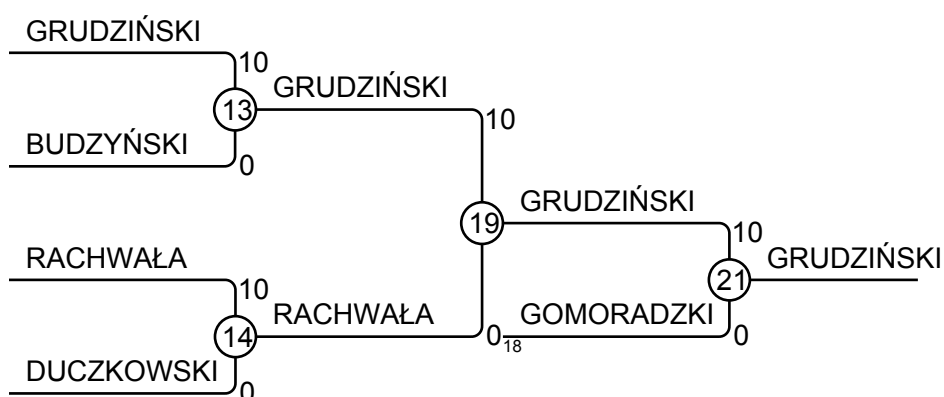 GRUDZIŃSKI
10
13
GRUDZIŃSKI
10
BUDZYŃSKI
0
19
GRUDZIŃSKI
10
21
GRUDZIŃSKI
RACHWAŁA
10
14
RACHWAŁA
0
18
GOMORADZKI
0
DUCZKOWSKI
0